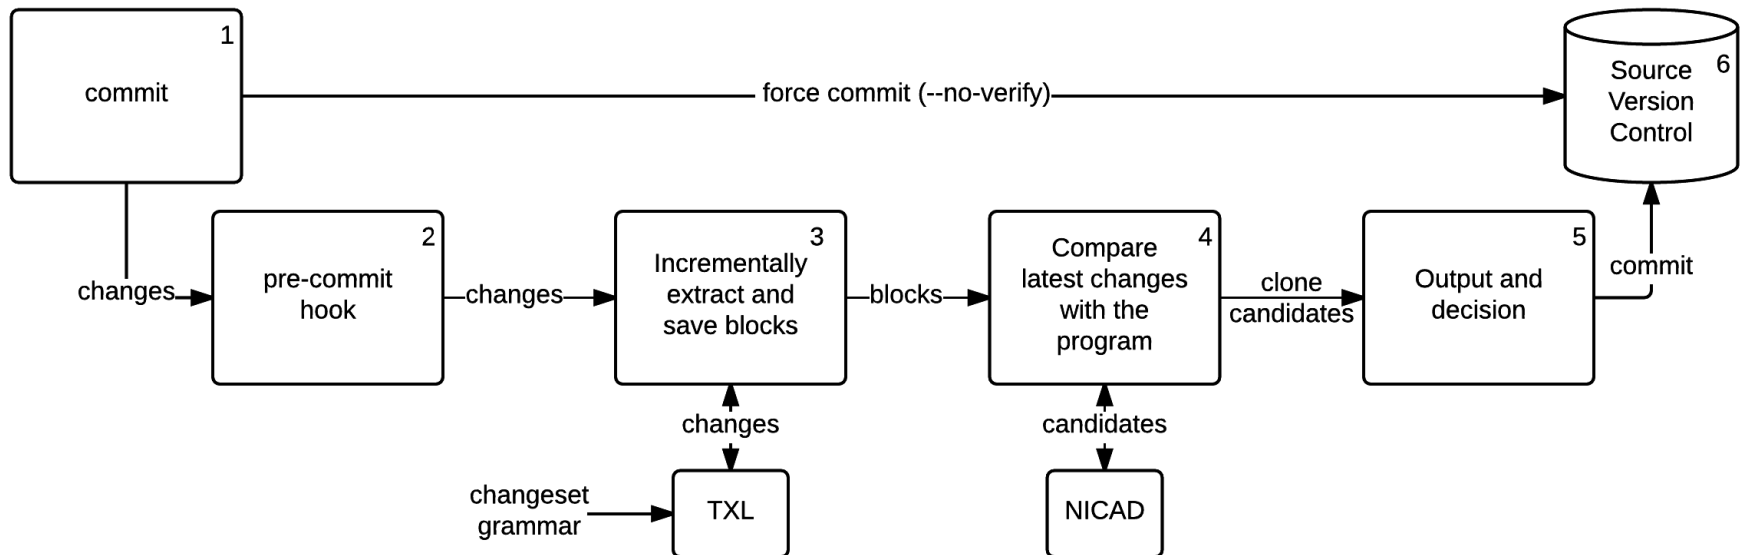 1
commit
force commit (--no-verify)
6
Source
Version
Control
changes
2
pre-commit
hook
changes
3
Incrementally
extract and
save blocks
blocks
4
Compare
latest changes
with the
program
clone
candidates
5
Output and
decision
commit
changes
candidates
changeset
grammar
TXL
NICAD